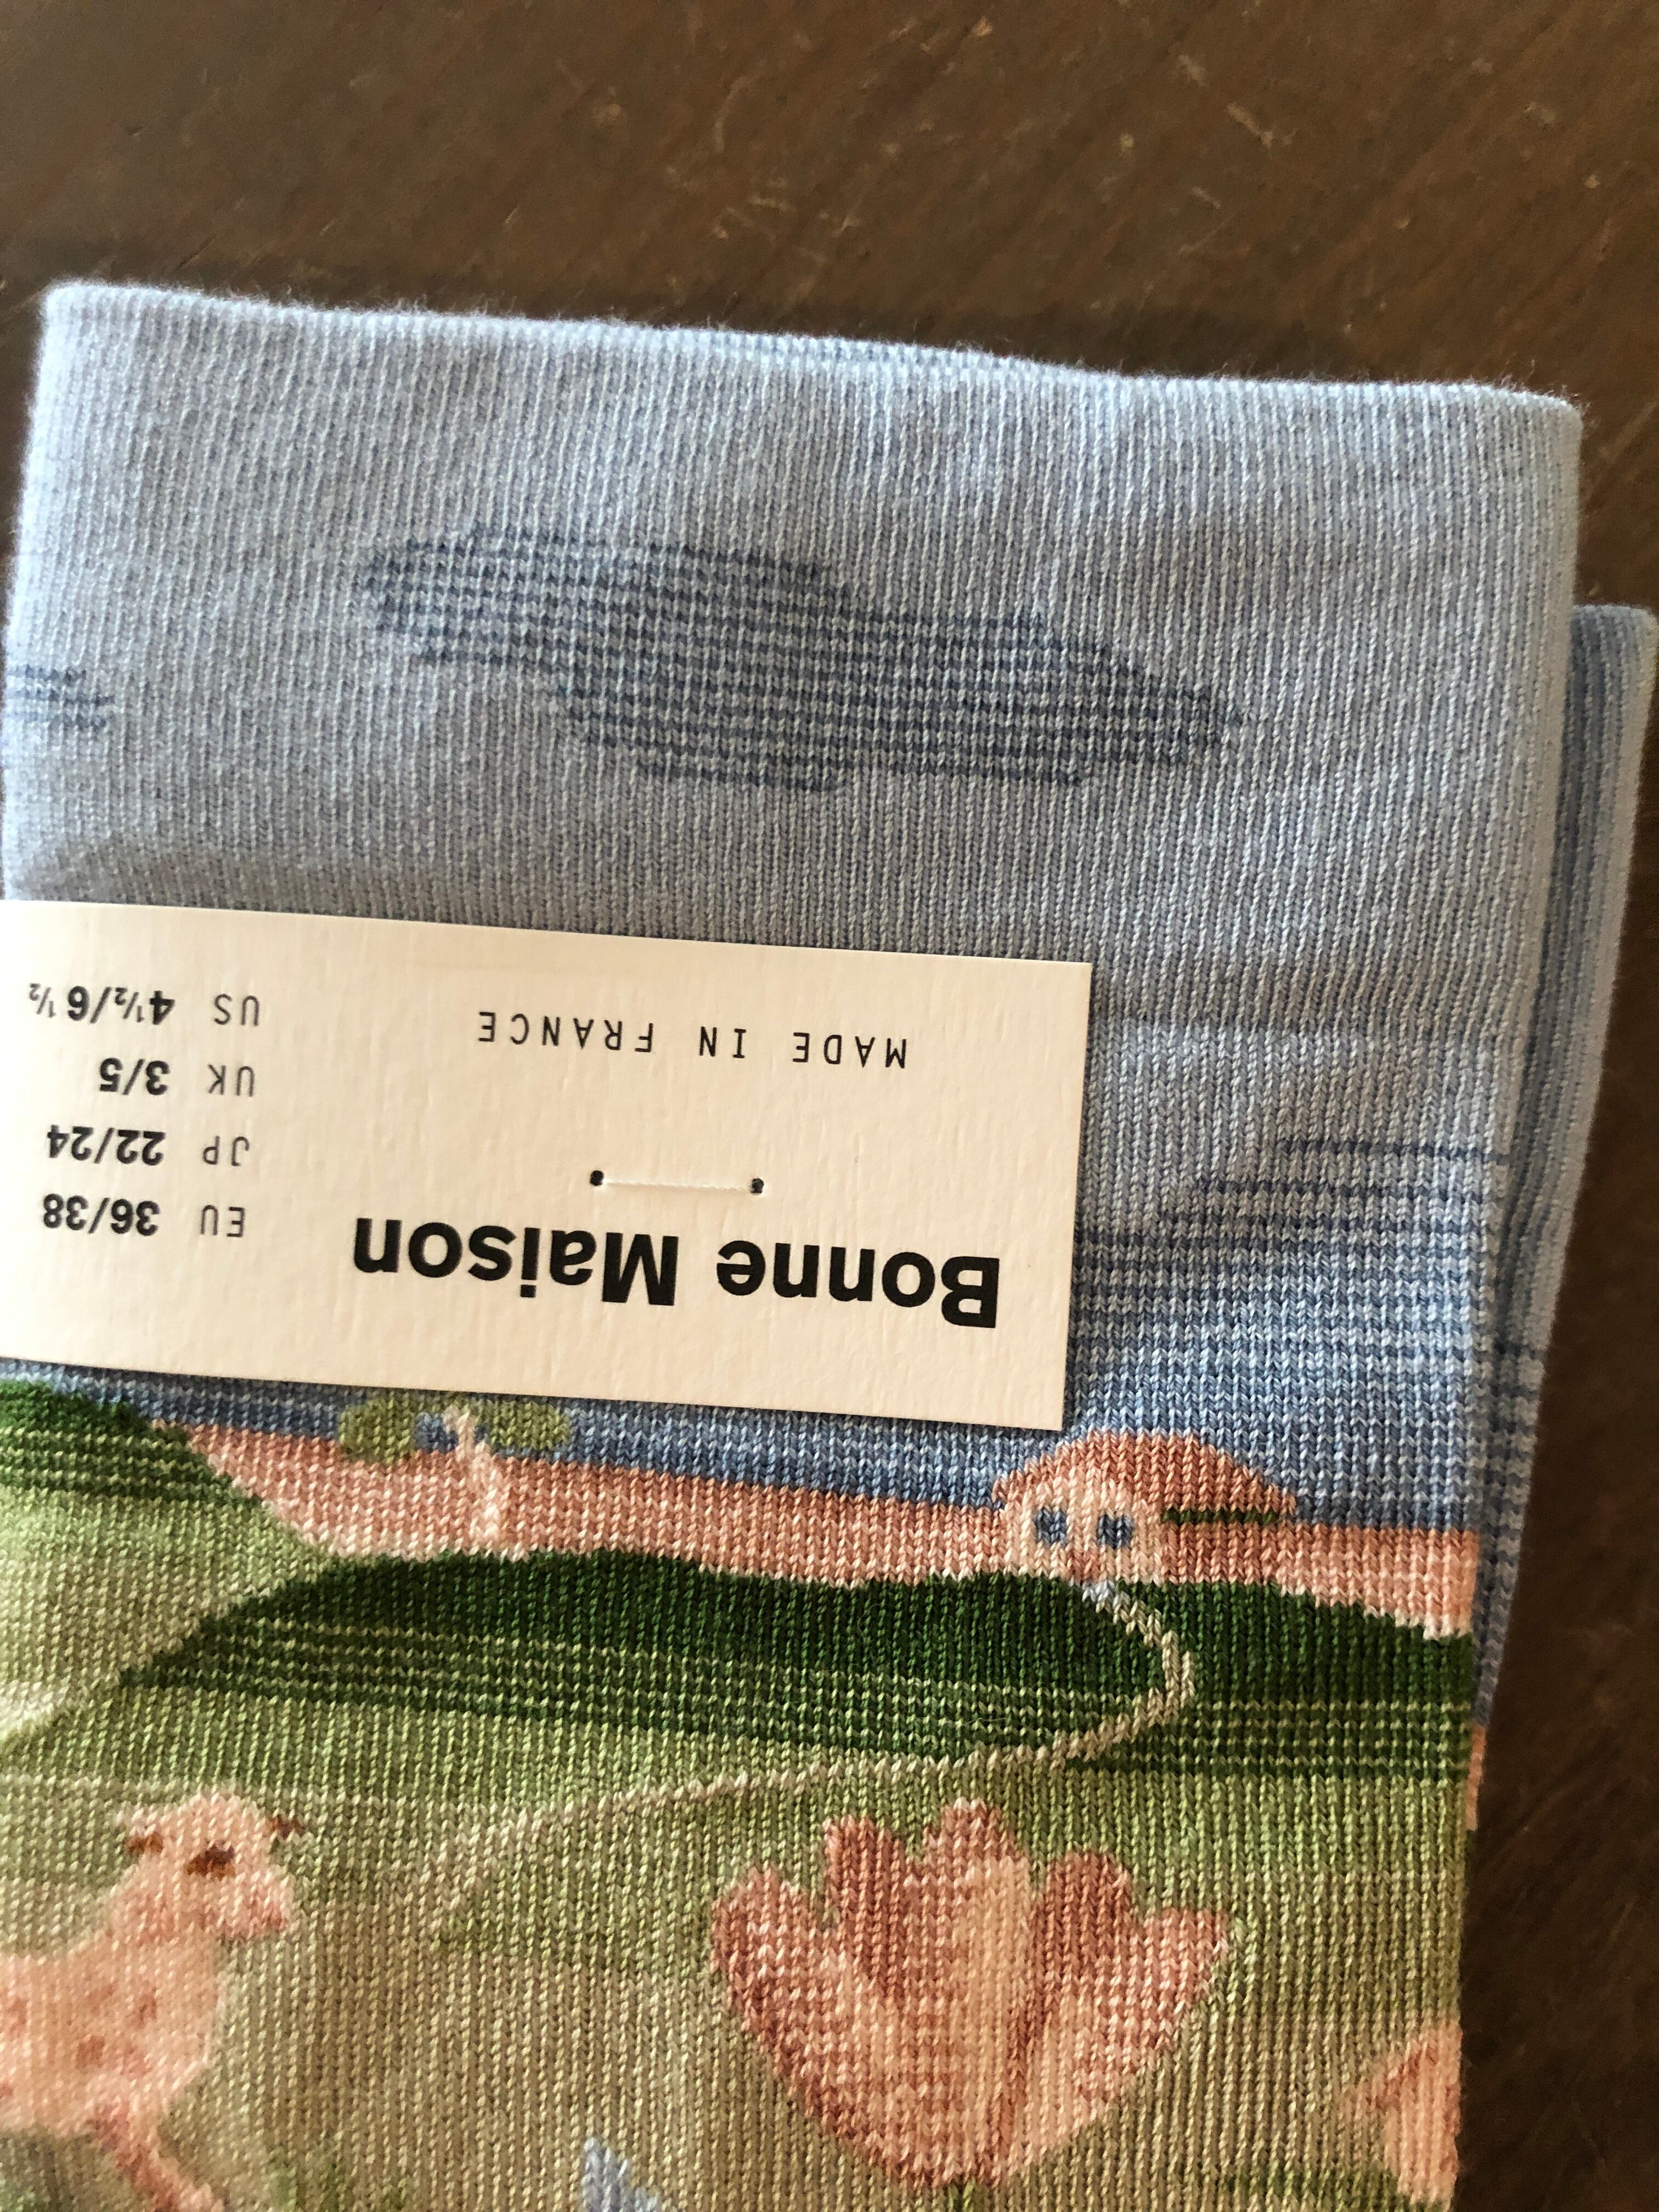 Bonne Maison
MADE IN FRANCE
EU 36/38
JP 22/24
UK 3/5
US 4½/6½